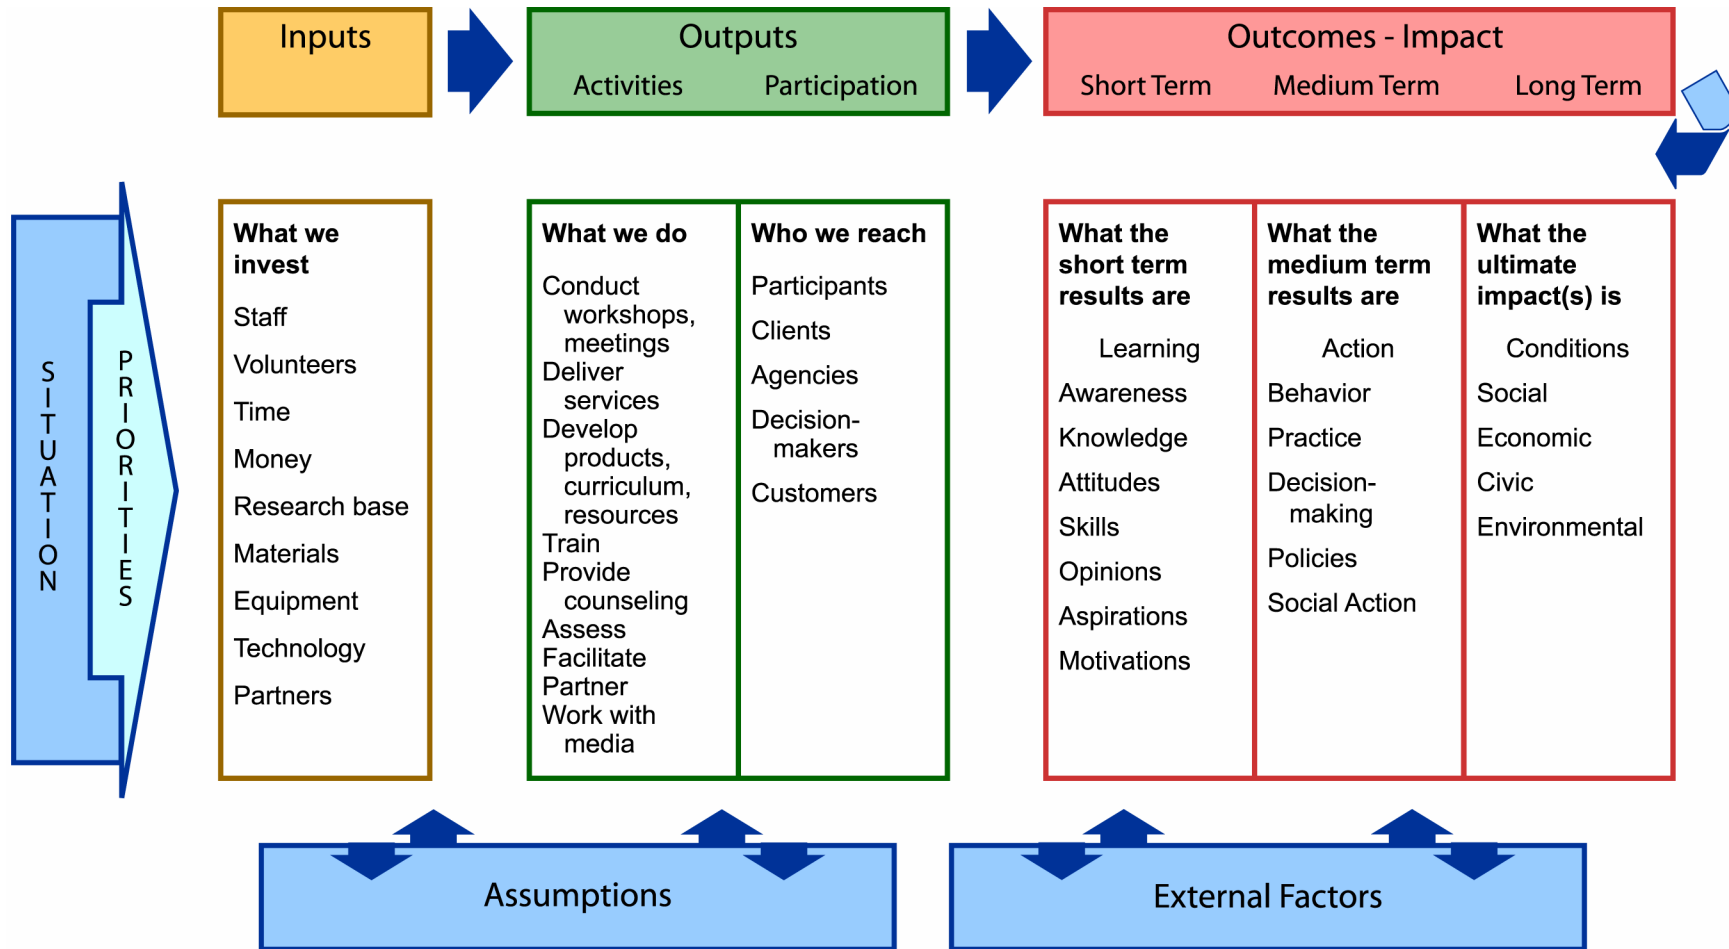 Inputs
Outputs
Activities
Participation
Outcomes - Impact
Short Term
Medium Term
Long Term
SITUATION
PRIORITIES
What we
invest
Staff
Volunteers
Time
Money
Research base
Materials
Equipment
Technology
Partners
What we do
Conduct
workshops,
meetings
Deliver
services
Develop
products,
curriculum,
resources
Train
Provide
counseling
Assess
Facilitate
Partner
Work with
media
Who we reach
Participants
Clients
Agencies
Decision-
makers
Customers
What the
short term
results are
Learning
Awareness
Knowledge
Attitudes
Skills
Opinions
Aspirations
Motivations
What the
medium term
results are
Action
Behavior
Practice
Decision-
making
Policies
Social Action
What the
ultimate
impact(s) is
Conditions
Social
Economic
Civic
Environmental
Assumptions
External Factors